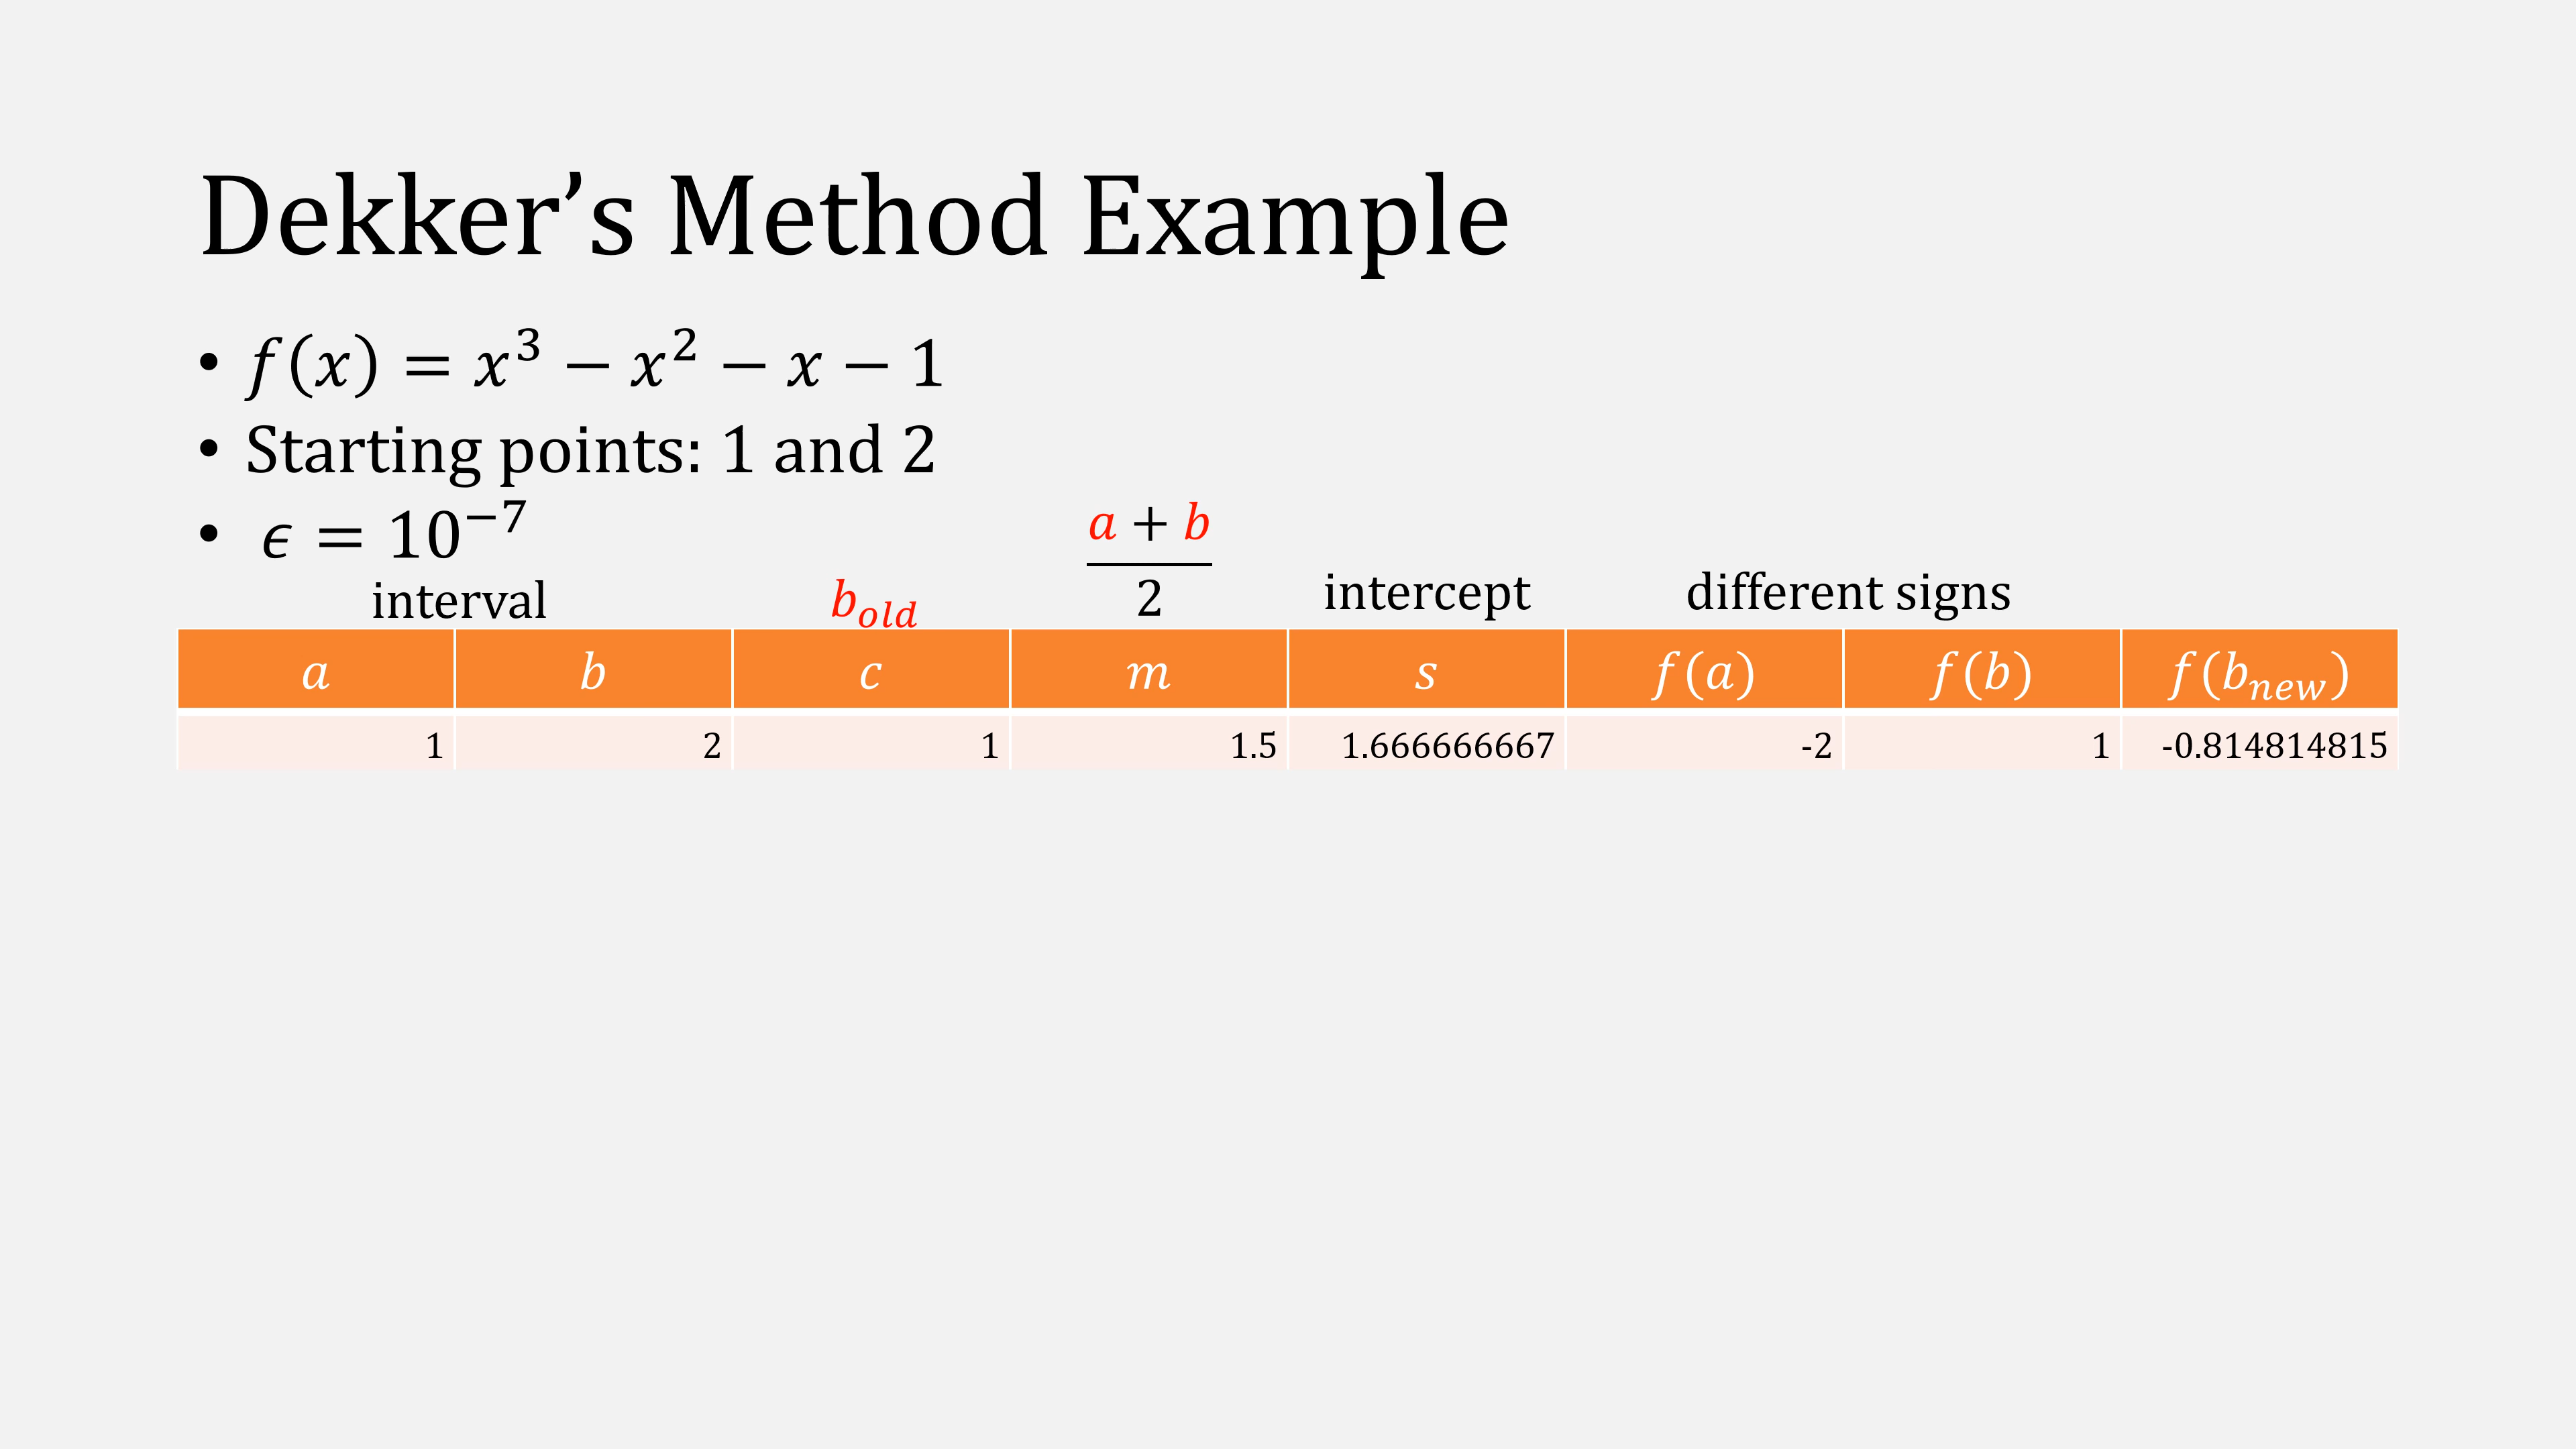 Dekker’s Method Example
• f(x) = x³ − x² − x − 1
• Starting points: 1 and 2
• ϵ = 10⁻⁷
interval b_old (a + b)/2 intercept different signs
a b c m s f(a) f(b) f(b_new)
1 2 1 1.5 1.666666667 -2 1 -0.814814815